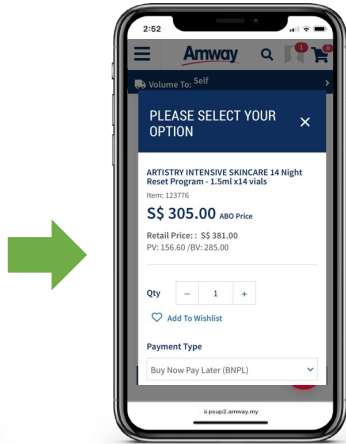 2:52
Amway
1
0
Volume To: Self
PLEASE SELECT YOUR
OPTION
ARTISTRY INTENSIVE SKINCARE 14 Night
Reset Program - 1.5ml x14 vials
Item: 123776
S$ 305.00 ABO Price
Retail Price: : S$ 381.00
PV: 156.60 /BV: 285.00
Qty
− 1 +
Add To Wishlist
Payment Type
Buy Now Pay Later (BNPL)
psup2.amway.my